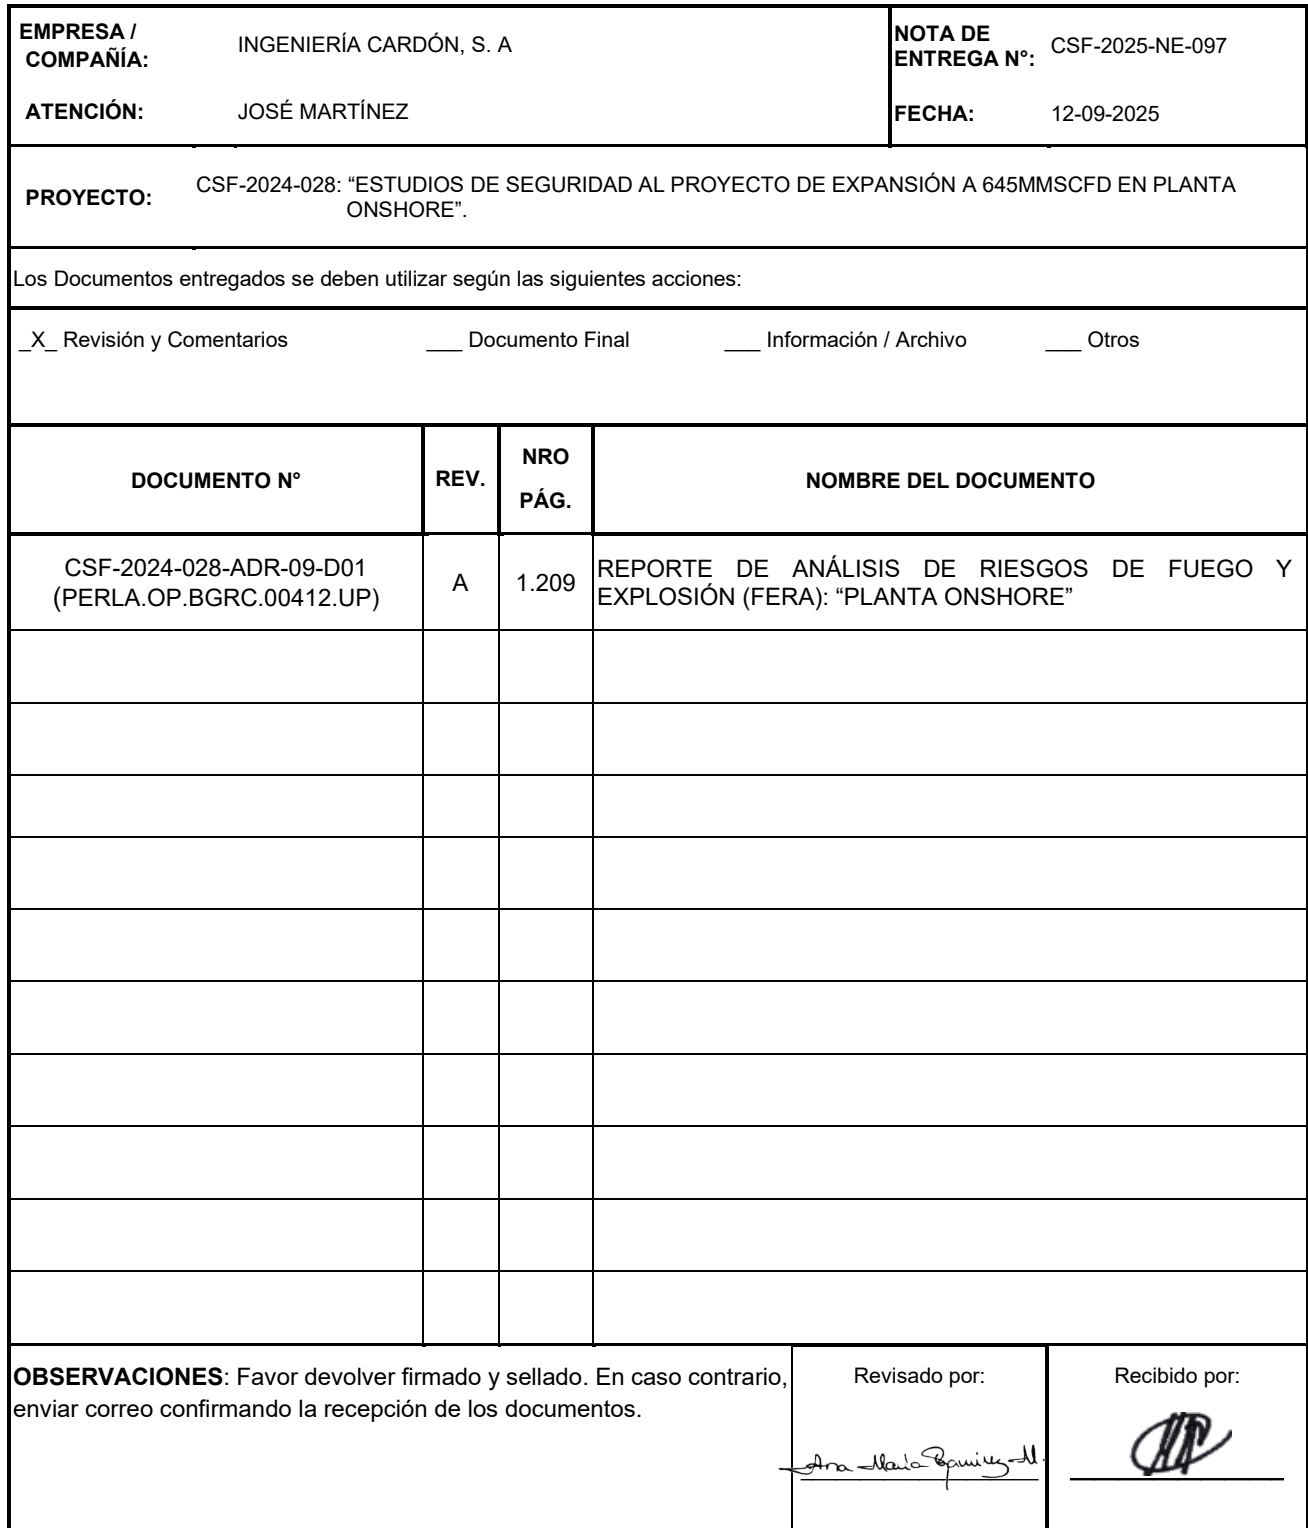 EMPRESA /
COMPAÑÍA:
INGENIERÍA CARDÓN, S. A
NOTA DE
ENTREGA N°:
CSF-2025-NE-097
ATENCIÓN:
JOSÉ MARTÍNEZ
FECHA:
12-09-2025
PROYECTO:
CSF-2024-028: “ESTUDIOS DE SEGURIDAD AL PROYECTO DE EXPANSIÓN A 645MMSCFD EN PLANTA
ONSHORE”.
Los Documentos entregados se deben utilizar según las siguientes acciones:
_X_ Revisión y Comentarios ___ Documento Final ___ Información / Archivo ___ Otros
DOCUMENTO N°
REV.
NRO
PÁG.
NOMBRE DEL DOCUMENTO
CSF-2024-028-ADR-09-D01
(PERLA.OP.BGRC.00412.UP)
A
1.209
REPORTE DE ANÁLISIS DE RIESGOS DE FUEGO Y
EXPLOSIÓN (FERA): “PLANTA ONSHORE”
OBSERVACIONES: Favor devolver firmado y sellado. En caso contrario,
enviar correo confirmando la recepción de los documentos.
Revisado por:
Ana María Ramírez M.
Recibido por: